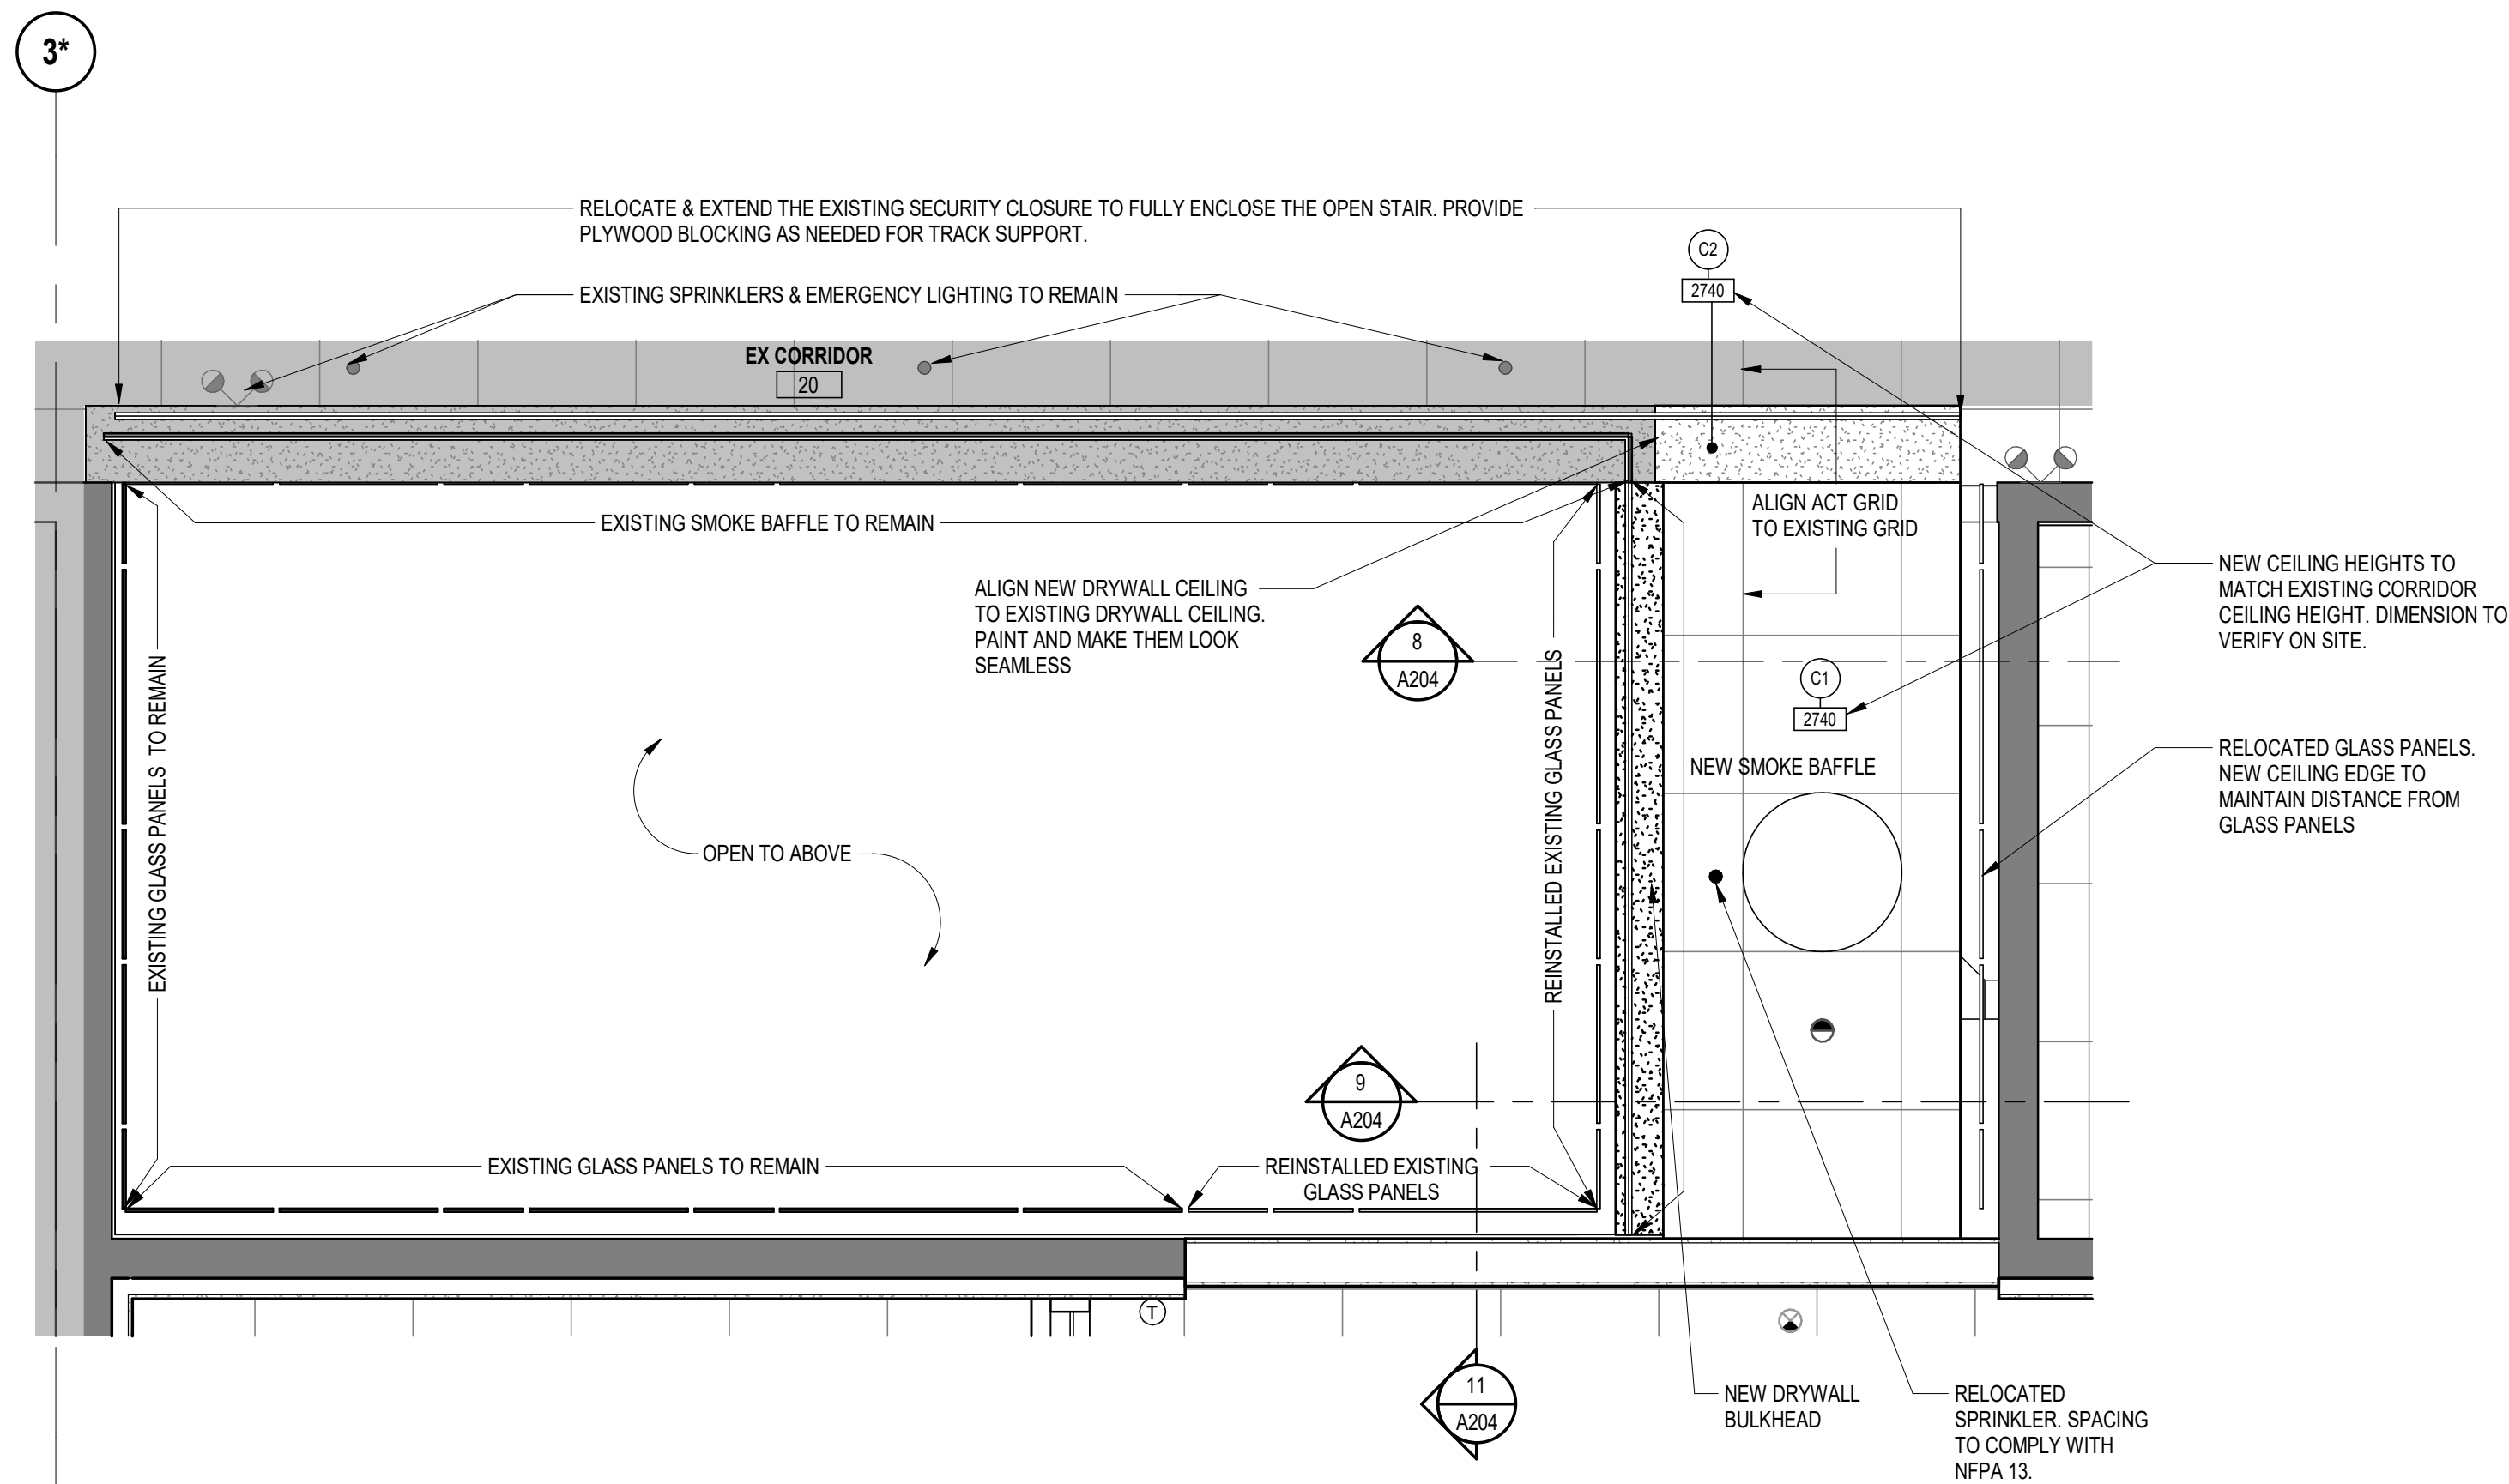 3*
RELOCATE & EXTEND THE EXISTING SECURITY CLOSURE TO FULLY ENCLOSE THE OPEN STAIR. PROVIDE
PLYWOOD BLOCKING AS NEEDED FOR TRACK SUPPORT.
C2
2740
EXISTING SPRINKLERS & EMERGENCY LIGHTING TO REMAIN
EX CORRIDOR
20
EXISTING SMOKE BAFFLE TO REMAIN
ALIGN ACT GRID
TO EXISTING GRID
ALIGN NEW DRYWALL CEILING
TO EXISTING DRYWALL CEILING.
PAINT AND MAKE THEM LOOK
SEAMLESS
NEW CEILING HEIGHTS TO
MATCH EXISTING CORRIDOR
CEILING HEIGHT. DIMENSION TO
VERIFY ON SITE.
8
A204
C1
2740
EXISTING GLASS PANELS TO REMAIN
REINSTALLED EXISTING GLASS PANELS
NEW SMOKE BAFFLE
RELOCATED GLASS PANELS.
NEW CEILING EDGE TO
MAINTAIN DISTANCE FROM
GLASS PANELS
OPEN TO ABOVE
9
A204
EXISTING GLASS PANELS TO REMAIN
REINSTALLED EXISTING
GLASS PANELS
T
11
A204
NEW DRYWALL
BULKHEAD
RELOCATED
SPRINKLER. SPACING
TO COMPLY WITH
NFPA 13.